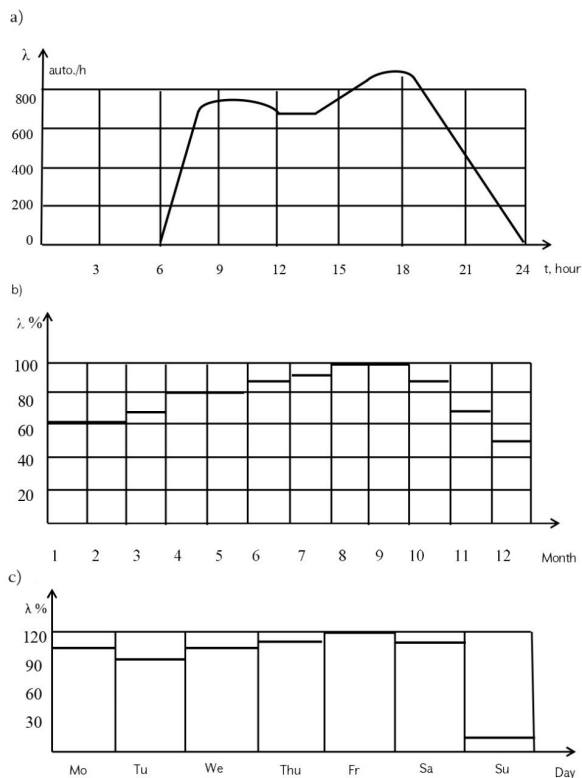 a)
λ
auto./h
800
600
400
200
0
3 6 9 12 15 18 21 24 t, hour
b)
λ %
100
80
60
40
20
1 2 3 4 5 6 7 8 9 10 11 12 Month
c)
λ %
120
90
60
30
Mo Tu We Thu Fr Sa Su Day